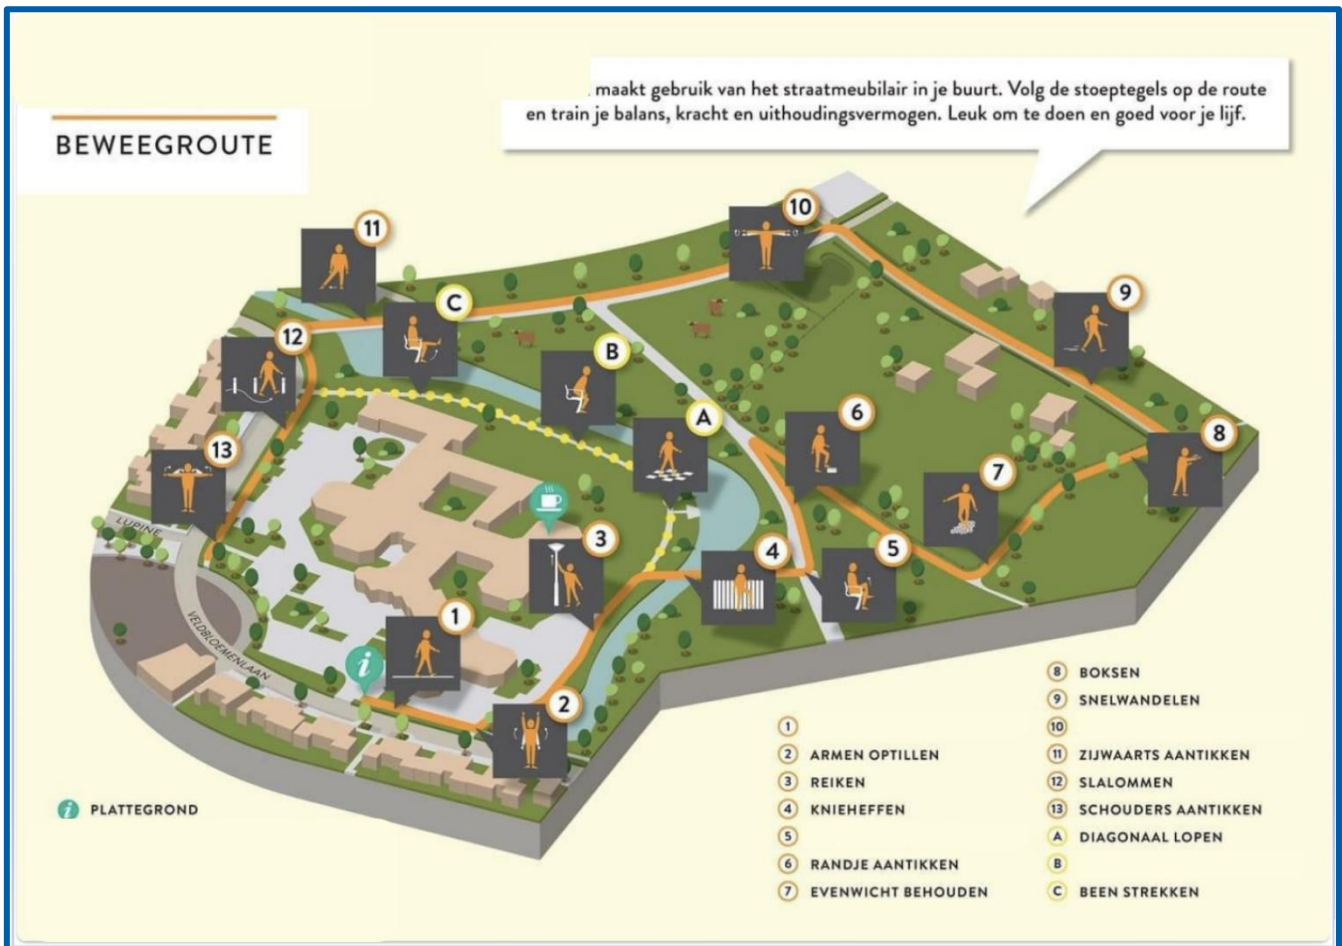 maakt gebruik van het straatmeubilair in je buurt. Volg de stoeptegels op de route
en train je balans, kracht en uithoudingsvermogen. Leuk om te doen en goed voor je lijf.
BEWEEGROUTE
10
11
9
C
12
B
A
6
8
13
7
LUPINE
3
4
5
1
VELDBLOEMENLAAN
i
2
i PLATTEGROND
1
2 ARMEN OPTILLEN
3 REIKEN
4 KNIEHEFFEN
5
6 RANDJE AANTIKKEN
7 EVENWICHT BEHOUDEN
8 BOKSEN
9 SNELWANDELEN
10
11 ZIJWAARTS AANTIKKEN
12 SLALOMMEN
13 SCHOUDERS AANTIKKEN
A DIAGONAAL LOPEN
B
C BEEN STREKKEN